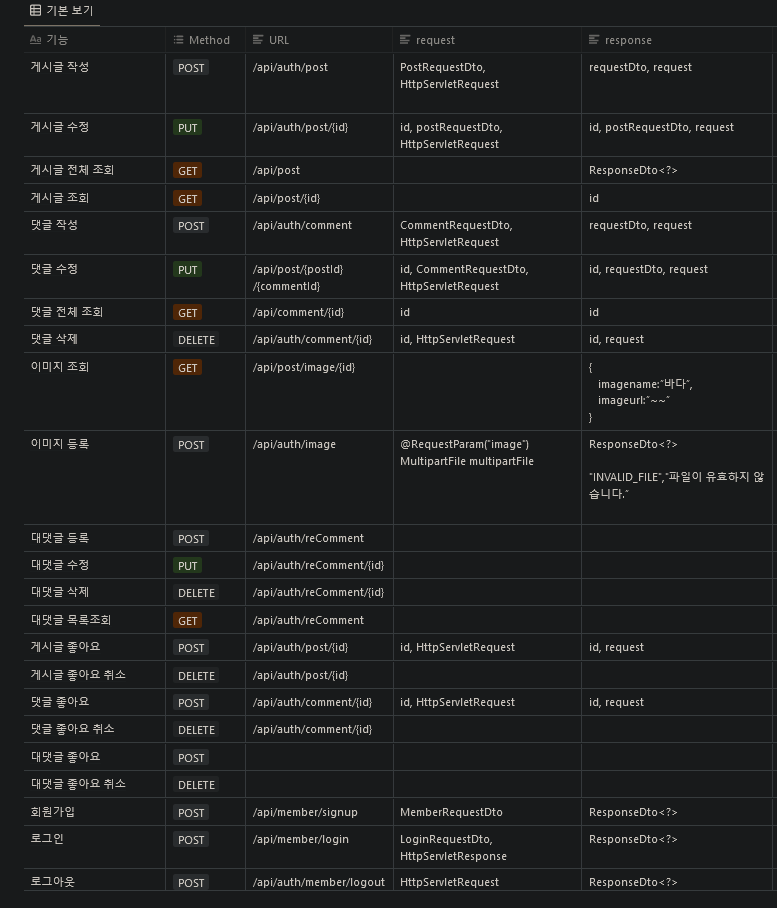 기본 보기
Aa 기능 Method URL request response
게시글 작성 POST /api/auth/post PostRequestDto, requestDto, request
HttpServletRequest
게시글 수정 PUT /api/auth/post/{id} id, postRequestDto, id, postRequestDto, request
HttpServletRequest
게시글 전체 조회 GET /api/post ResponseDto<?>
게시글 조회 GET /api/post/{id} id
댓글 작성 POST /api/auth/comment CommentRequestDto, requestDto, request
HttpServletRequest
댓글 수정 PUT /api/post/{postId} id, CommentRequestDto, id, requestDto, request
/{commentId} HttpServletRequest
댓글 전체 조회 GET /api/comment/{id} id id
댓글 삭제 DELETE /api/auth/comment/{id} id, HttpServletRequest id, request
이미지 조회 GET /api/post/image/{id} {
imagename:"바다",
imageurl:"~~"
}
이미지 등록 POST /api/auth/image @RequestParam("image") ResponseDto<?>
MultipartFile multipartFile
"INVALID_FILE","파일이 유효하지 않
습니다."
대댓글 등록 POST /api/auth/reComment
대댓글 수정 PUT /api/auth/reComment/{id}
대댓글 삭제 DELETE /api/auth/reComment/{id}
대댓글 목록조회 GET /api/auth/reComment
게시글 좋아요 POST /api/auth/post/{id} id, HttpServletRequest id, request
게시글 좋아요 취소 DELETE /api/auth/post/{id}
댓글 좋아요 POST /api/auth/comment/{id} id, HttpServletRequest id, request
댓글 좋아요 취소 DELETE /api/auth/comment/{id}
대댓글 좋아요 POST
대댓글 좋아요 취소 DELETE
회원가입 POST /api/member/signup MemberRequestDto ResponseDto<?>
로그인 POST /api/member/login LoginRequestDto, ResponseDto<?>
HttpServletResponse
로그아웃 POST /api/auth/member/logout HttpServletRequest ResponseDto<?>